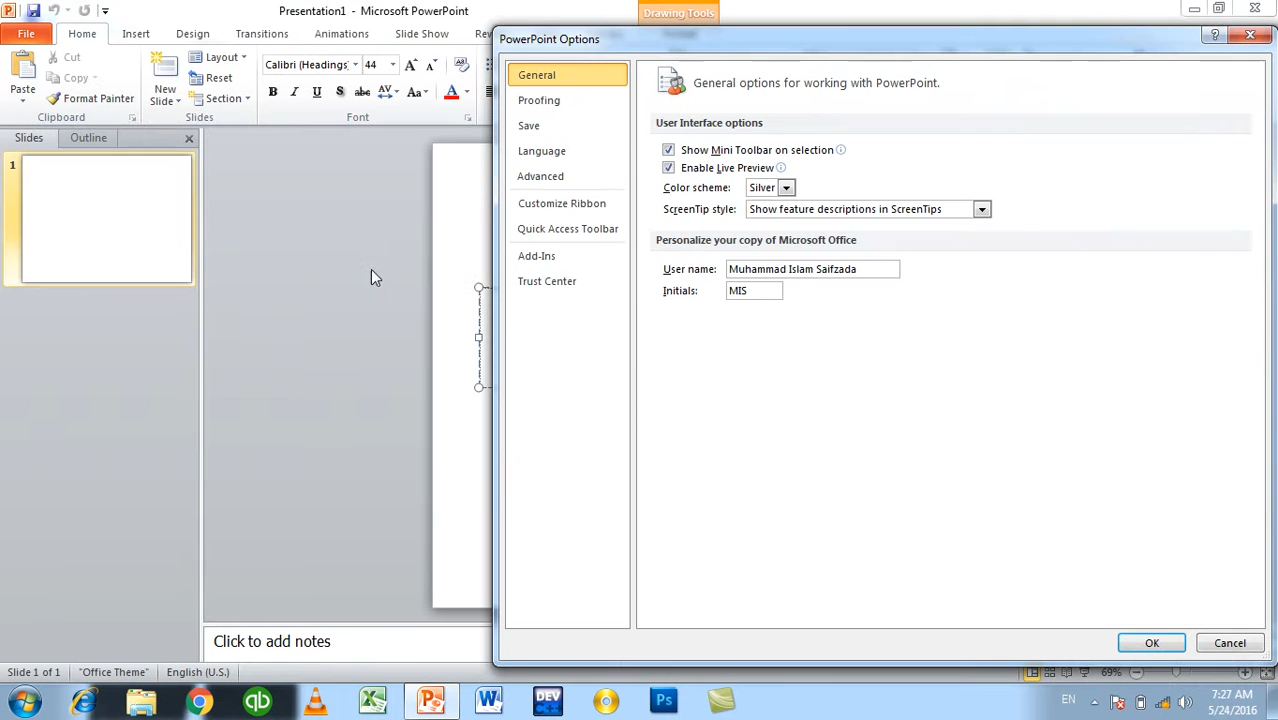 Presentation1 - Microsoft PowerPoint
Drawing Tools
File
Home
Insert
Design
Transitions
Animations
Slide Show
Paste
Cut
Copy
Format Painter
Clipboard
New
Slide
Layout
Reset
Section
Slides
Calibri (Headings)
44
B I U S abc AV Aa A
Font
Slides
Outline
1
Click to add notes
PowerPoint Options
General
Proofing
Save
Language
Advanced
Customize Ribbon
Quick Access Toolbar
Add-Ins
Trust Center
General options for working with PowerPoint.
User Interface options
Show Mini Toolbar on selection
Enable Live Preview
Color scheme: Silver
ScreenTip style: Show feature descriptions in ScreenTips
Personalize your copy of Microsoft Office
User name: Muhammad Islam Saifzada
Initials: MIS
OK
Cancel
Slide 1 of 1
"Office Theme"
English (U.S.)
69%
DEV
C++
Ps
EN
7:27 AM
5/24/2016